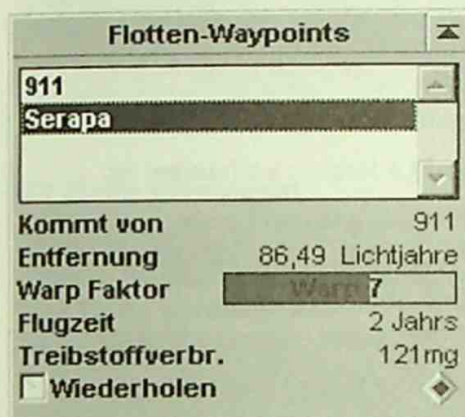 Flotten-Waypoints
911
Serapa
Kommt von 911
Entfernung 86,49 Lichtjahre
Warp Faktor Warp 7
Flugzeit 2 Jahrs
Treibstoffverbr. 121mg
Wiederholen